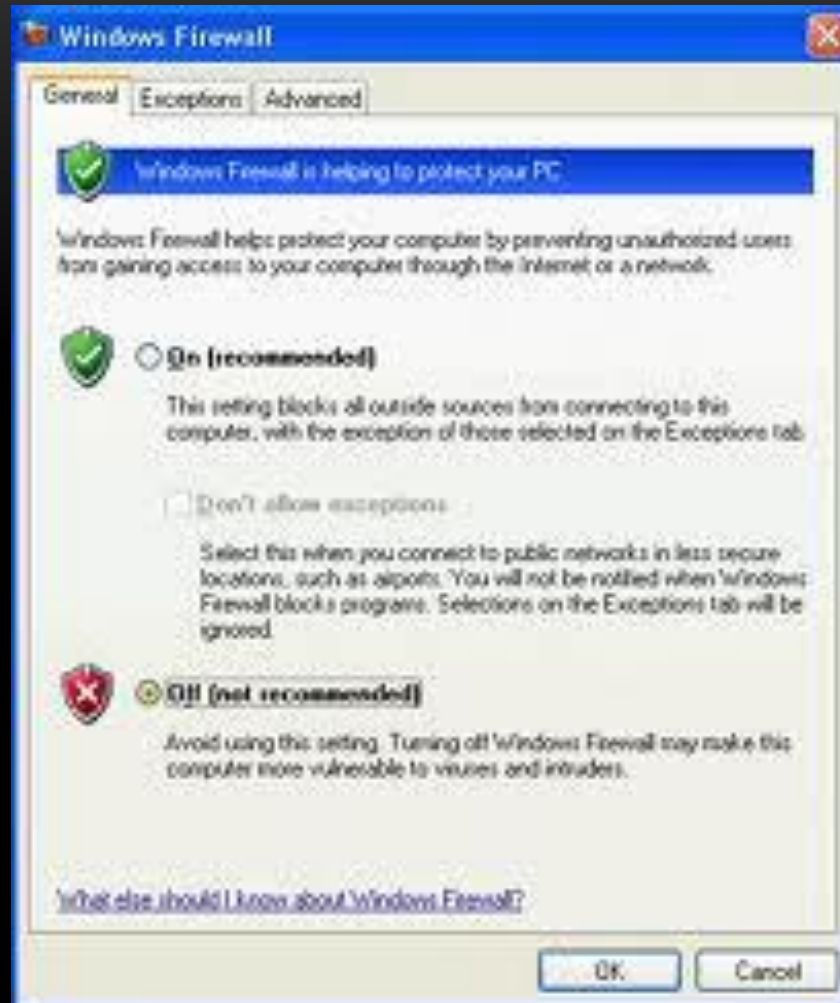 Windows Firewall
General Exceptions Advanced
Windows Firewall is helping to protect your PC
Windows Firewall helps protect your computer by preventing unauthorized users
from gaining access to your computer through the Internet or a network.
On (recommended)
This setting blocks all outside sources from connecting to this
computer, with the exception of those selected on the Exceptions tab.
Don't allow exceptions
Select this when you connect to public networks in less secure
locations, such as airports. You will not be notified when Windows
Firewall blocks programs. Selections on the Exceptions tab will be
ignored.
Off (not recommended)
Avoid using this setting. Turning off Windows Firewall may make this
computer more vulnerable to viruses and intruders.
What else should I know about Windows Firewall?
OK Cancel